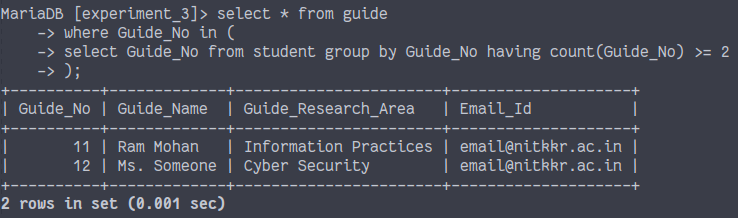 MariaDB [experiment_3]> select * from guide
    -> where Guide_No in (
    -> select Guide_No from student group by Guide_No having count(Guide_No) >= 2
    -> );
+----------+-------------+-----------------------+--------------------+
| Guide_No | Guide_Name  | Guide_Research_Area   | Email_Id           |
+----------+-------------+-----------------------+--------------------+
|       11 | Ram Mohan   | Information Practices | email@nitkkr.ac.in |
|       12 | Ms. Someone | Cyber Security        | email@nitkkr.ac.in |
+----------+-------------+-----------------------+--------------------+
2 rows in set (0.001 sec)